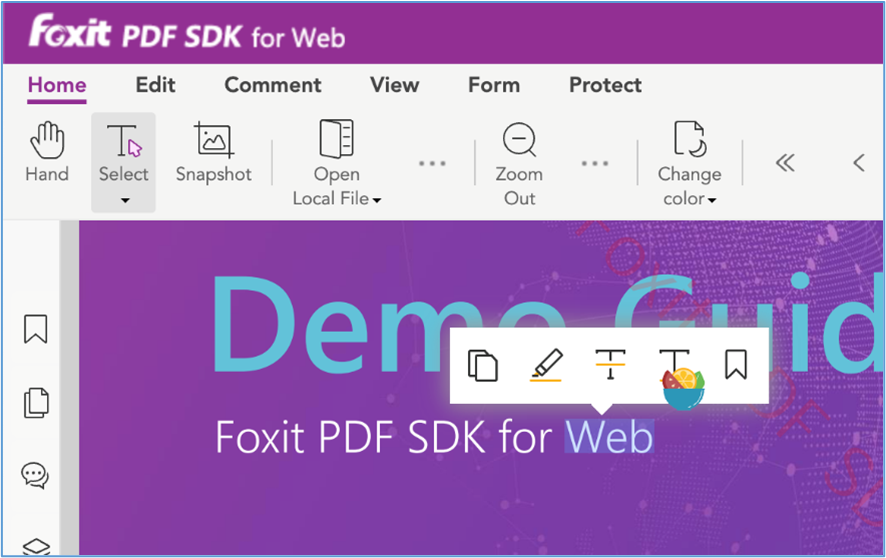 Foxit PDF SDK for Web
Home Edit Comment View Form Protect
Hand
Select
Snapshot
Open
Local File
Zoom
Out
Change
color
Demo Guid
Foxit PDF SDK for Web